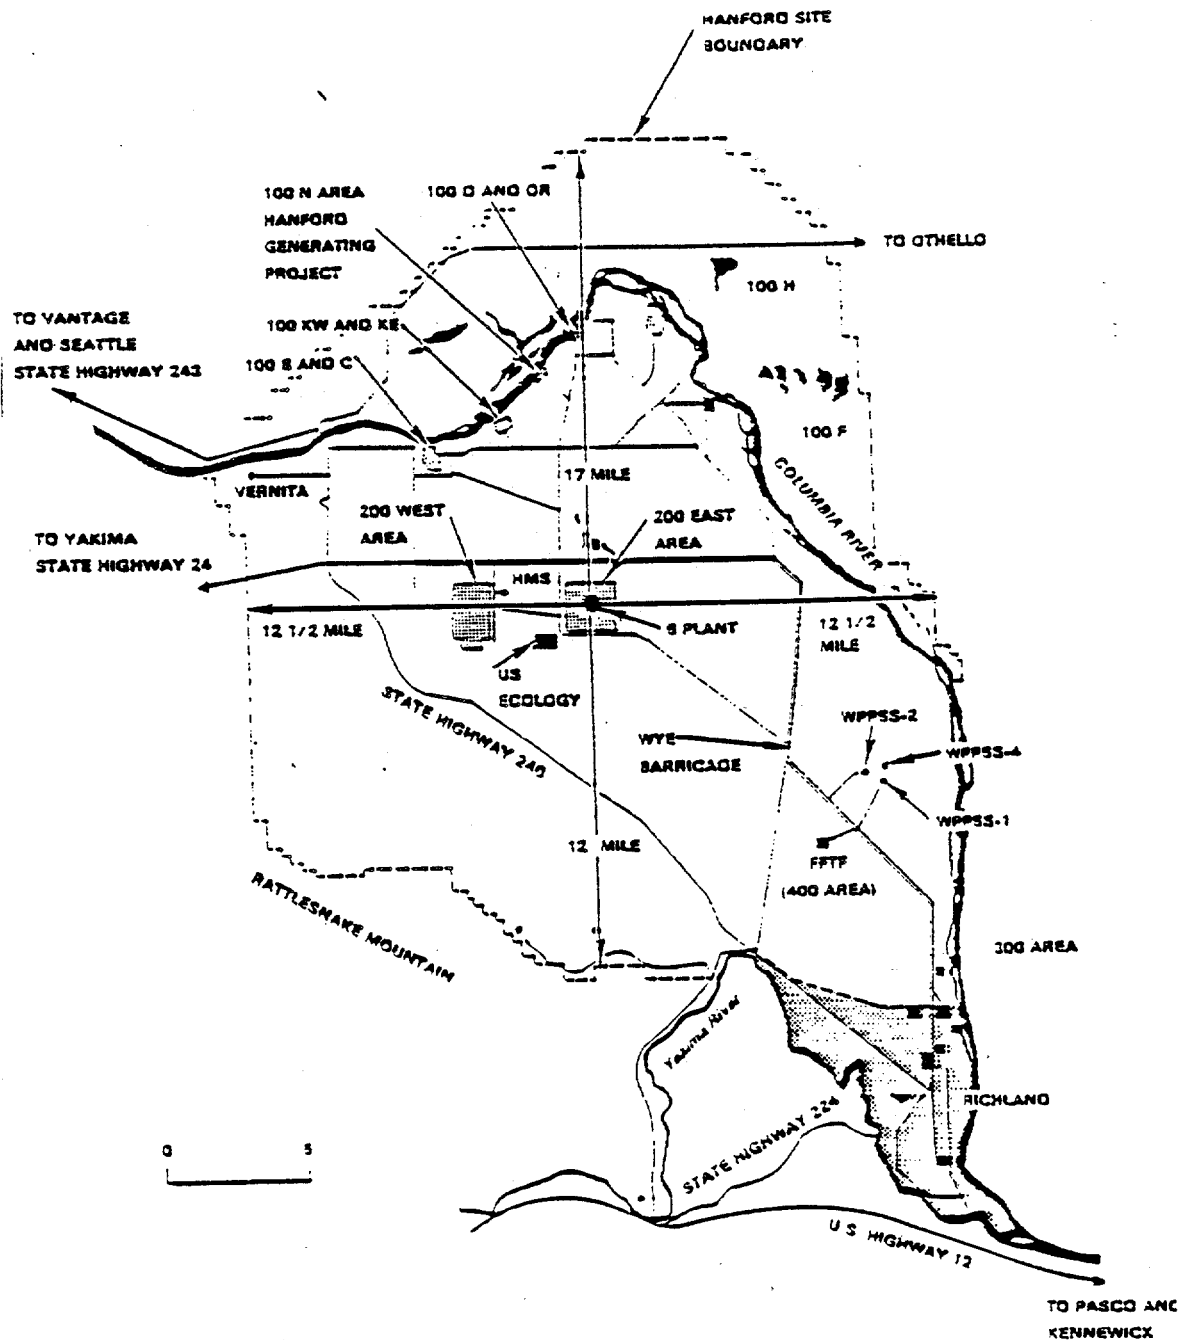 HANFORD SITE
BOUNDARY
100 N AREA
HANFORD
GENERATING
PROJECT
100 D AND DR
TO OTHELLO
100 H
TO VANTAGE
AND SEATTLE
STATE HIGHWAY 243
100 KW AND KE
100 B AND C
100 F
COLUMBIA RIVER
17 MILE
VERNITA
200 WEST
AREA
200 EAST
AREA
TO YAKIMA
STATE HIGHWAY 24
HMS
12 1/2 MILE
B PLANT
12 1/2
MILE
US
ECOLOGY
STATE HIGHWAY 240
WPPSS-2
WYE
BARRICAGE
WPPSS-4
WPPSS-1
12 MILE
FFTF
(400 AREA)
RATTLESNAKE MOUNTAIN
300 AREA
Yakima River
RICHLAND
0 5
STATE HIGHWAY 224
U S HIGHWAY 12
TO PASCO AND
KENNEWICK